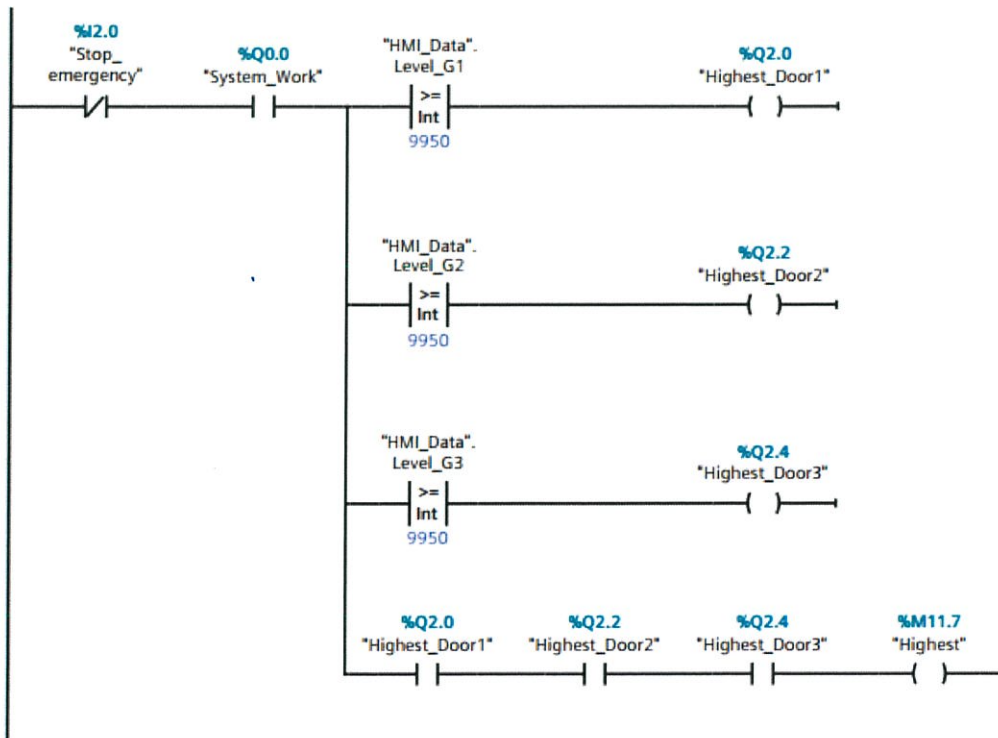 %I2.0
"Stop_
emergency"
%Q0.0
"System_Work"
"HMI_Data".
Level_G1
>=
Int
9950
%Q2.0
"Highest_Door1"
"HMI_Data".
Level_G2
>=
Int
9950
%Q2.2
"Highest_Door2"
"HMI_Data".
Level_G3
>=
Int
9950
%Q2.4
"Highest_Door3"
%Q2.0
"Highest_Door1"
%Q2.2
"Highest_Door2"
%Q2.4
"Highest_Door3"
%M11.7
"Highest"